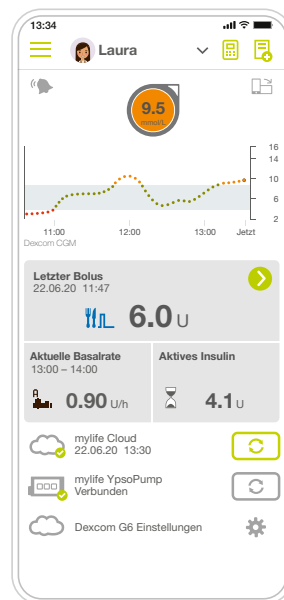 13:34
Laura
9.5
mmol/L
16
14
10
6
2
11:00 12:00 13:00 Jetzt
Dexcom CGM
Letzter Bolus
22.06.20 11:47
6.0 U
Aktuelle Basalrate
13:00 – 14:00
A
0.90 U/h
Aktives Insulin
4.1 U
mylife Cloud
22.06.20 13:30
mylife YpsoPump
Verbunden
Dexcom G6 Einstellungen